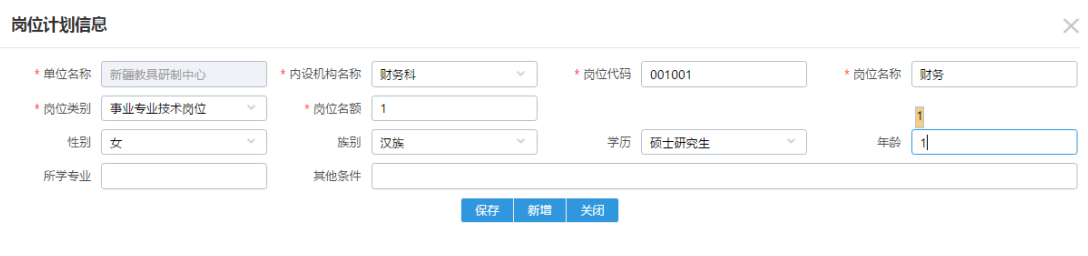 岗位计划信息
* 单位名称 新疆教具研制中心 * 内设机构名称 财务科 * 岗位代码 001001 * 岗位名称 财务
* 岗位类别 事业专业技术岗位 * 岗位名额 1
1
性别 女 族别 汉族 学历 硕士研究生 年龄 1
所学专业 其他条件
保存 新增 关闭